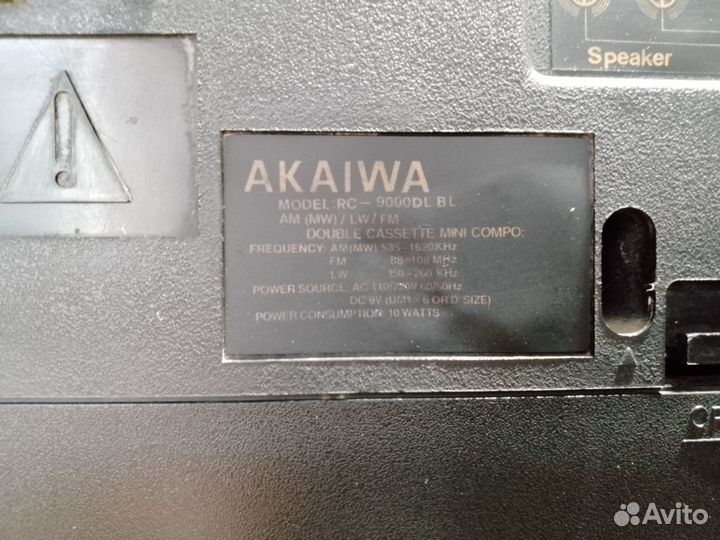 Speaker
AKAIWA
MODEL:RC-9000DL BL
AM (MW) / LW / FM
DOUBLE CASSETTE MINI COMPO:
FREQUENCY: AM(MW) 535-1620KHz
FM 88-108 MHz
LW 150-260 KHz
POWER SOURCE: AC 110/220V 60/50Hz
DC 9V (UM1 × 6 OR D' SIZE)
POWER CONSUMPTION: 10 WATTS
Avito